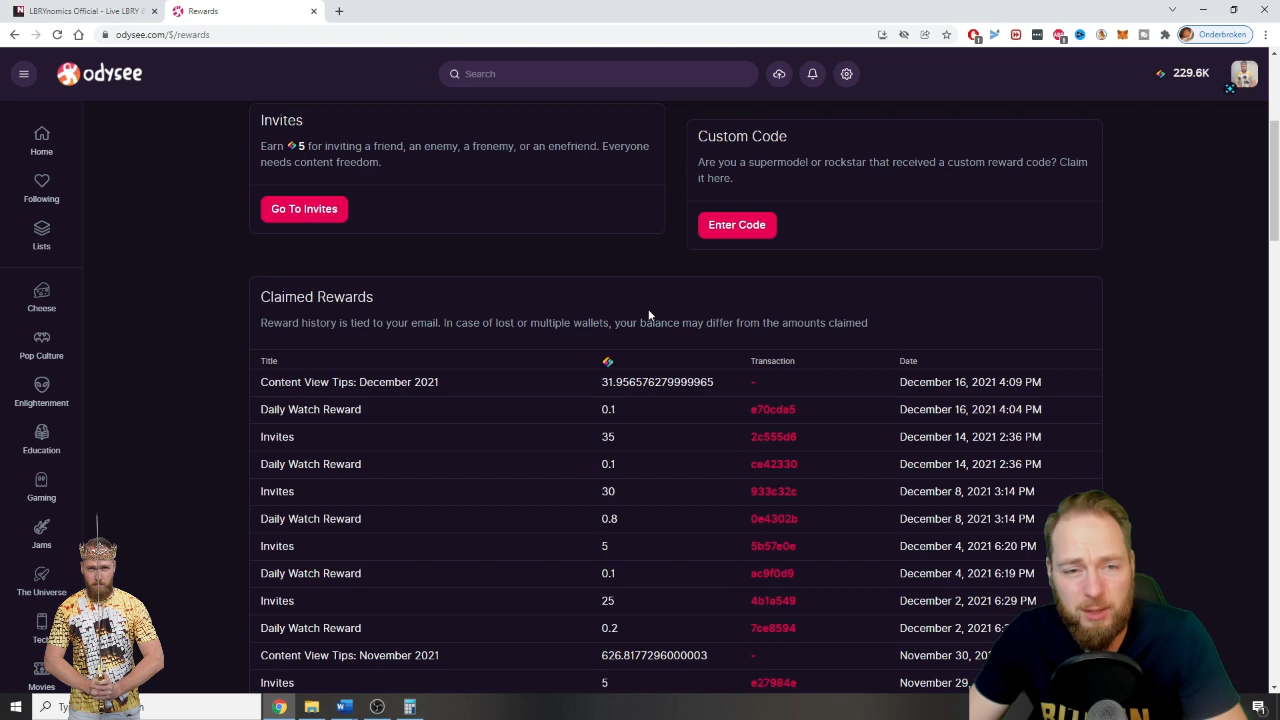 LBRYnomics Official - Live LBRY &
Rewards
odysee.com/$/rewards
Onderbroken
odysee
Search
229.6K
Home
Following
Lists
Cheese
Pop Culture
Enlightenment
Education
Gaming
Jams
The Universe
Tech
Movies
Invites
Earn 5 for inviting a friend, an enemy, a frenemy, or an enefriend. Everyone
needs content freedom.
Go To Invites
Custom Code
Are you a supermodel or rockstar that received a custom reward code? Claim
it here.
Enter Code
Claimed Rewards
Reward history is tied to your email. In case of lost or multiple wallets, your balance may differ from the amounts claimed
Title Transaction Date
Content View Tips: December 2021 31.956576279999965 - December 16, 2021 4:09 PM
Daily Watch Reward 0.1 e70cda5 December 16, 2021 4:04 PM
Invites 35 2c555d6 December 14, 2021 2:36 PM
Daily Watch Reward 0.1 ce42330 December 14, 2021 2:36 PM
Invites 30 933c32c December 8, 2021 3:14 PM
Daily Watch Reward 0.8 0e4302b December 8, 2021 3:14 PM
Invites 5 5b57e0e December 4, 2021 6:20 PM
Daily Watch Reward 0.1 ac9f0d9 December 4, 2021 6:19 PM
Invites 25 4b1a549 December 2, 2021 6:29 PM
Daily Watch Reward 0.2 7ce8594 December 2, 2021
Content View Tips: November 2021 626.8177296000003 - November 30,
Invites 5 e27984e November 29,